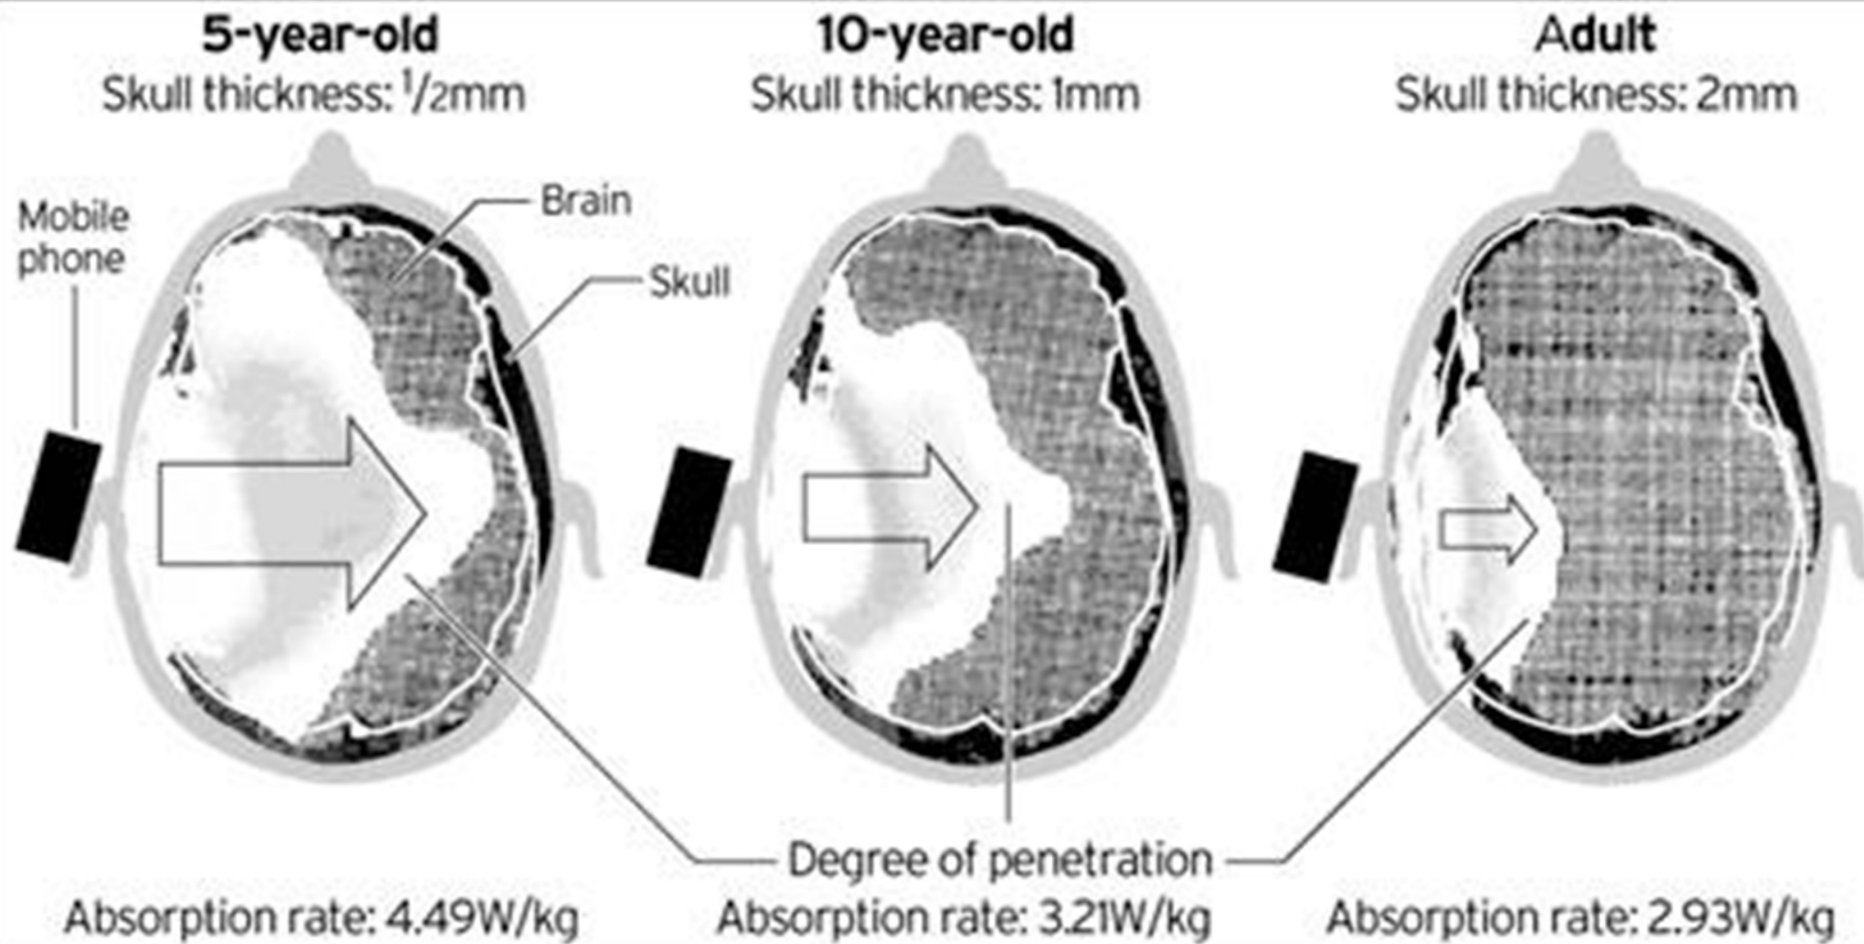 5-year-old
Skull thickness: 1/2mm
10-year-old
Skull thickness: 1mm
Adult
Skull thickness: 2mm
Mobile
phone
Brain
Skull
Degree of penetration
Absorption rate: 4.49W/kg
Absorption rate: 3.21W/kg
Absorption rate: 2.93W/kg